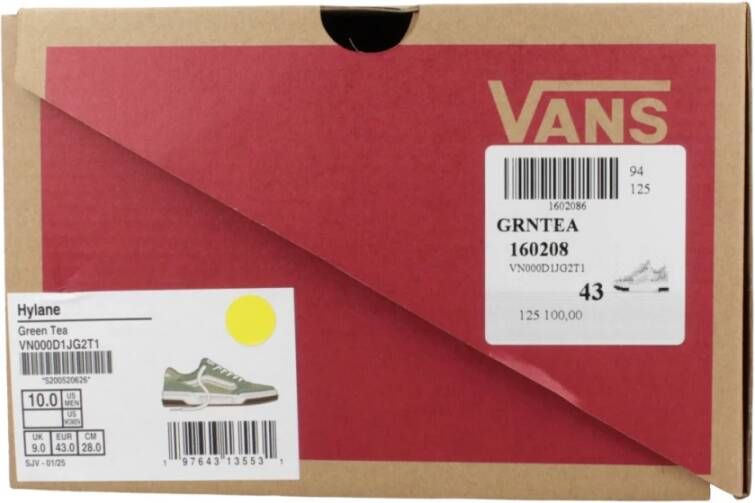 VANS
94
125
1602086
GRNTEA
160208
VN000D1JG2T1
43
125 100,00
Hylane
Green Tea
VN000D1JG2T1
"5200520626"
10.0 US MEN
US WOMEN
UK EUR CM
9.0 43.0 28.0
SJV - 01/25
1 97643 13553 1